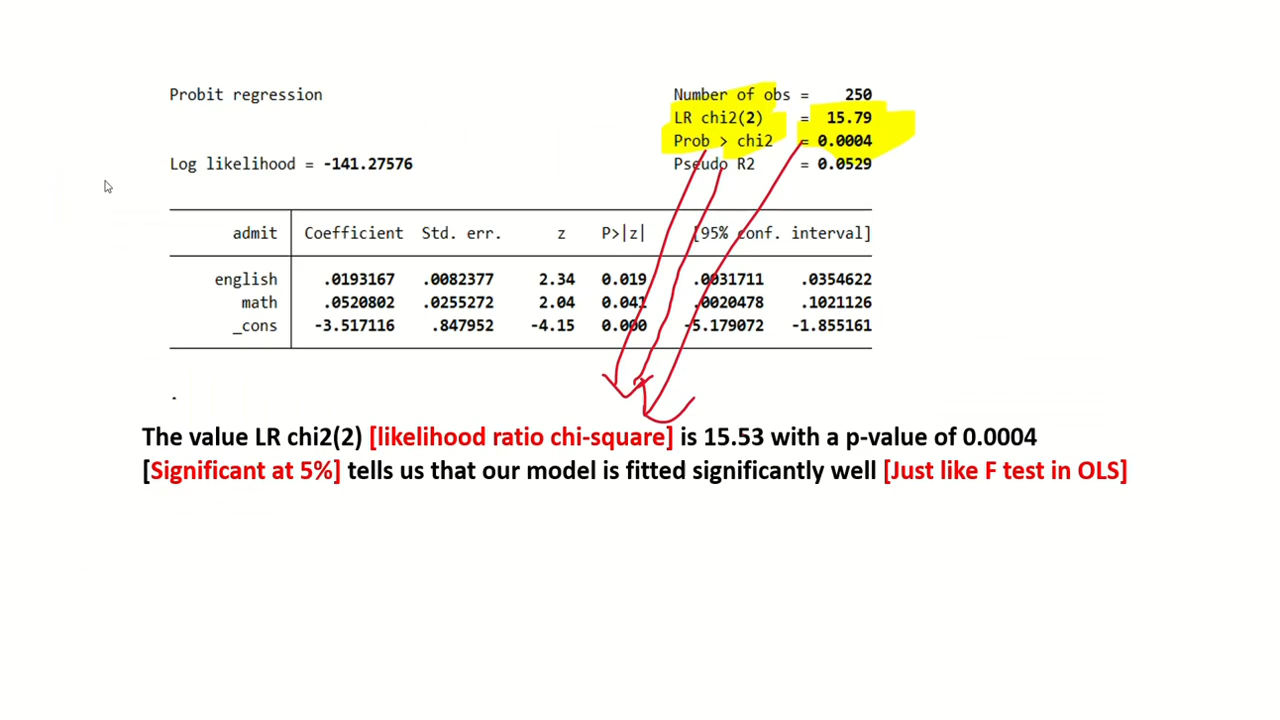 Probit regression Number of obs = 250
LR chi2(2) = 15.79
Prob > chi2 = 0.0004
Log likelihood = -141.27576 Pseudo R2 = 0.0529
admit Coefficient Std. err. z P>|z| [95% conf. interval]
english .0193167 .0082377 2.34 0.019 .0031711 .0354622
math .0520802 .0255272 2.04 0.041 .0020478 .1021126
_cons -3.517116 .847952 -4.15 0.000 -5.179072 -1.855161
.
The value LR chi2(2) [likelihood ratio chi-square] is 15.53 with a p-value of 0.0004
[Significant at 5%] tells us that our model is fitted significantly well [Just like F test in OLS]